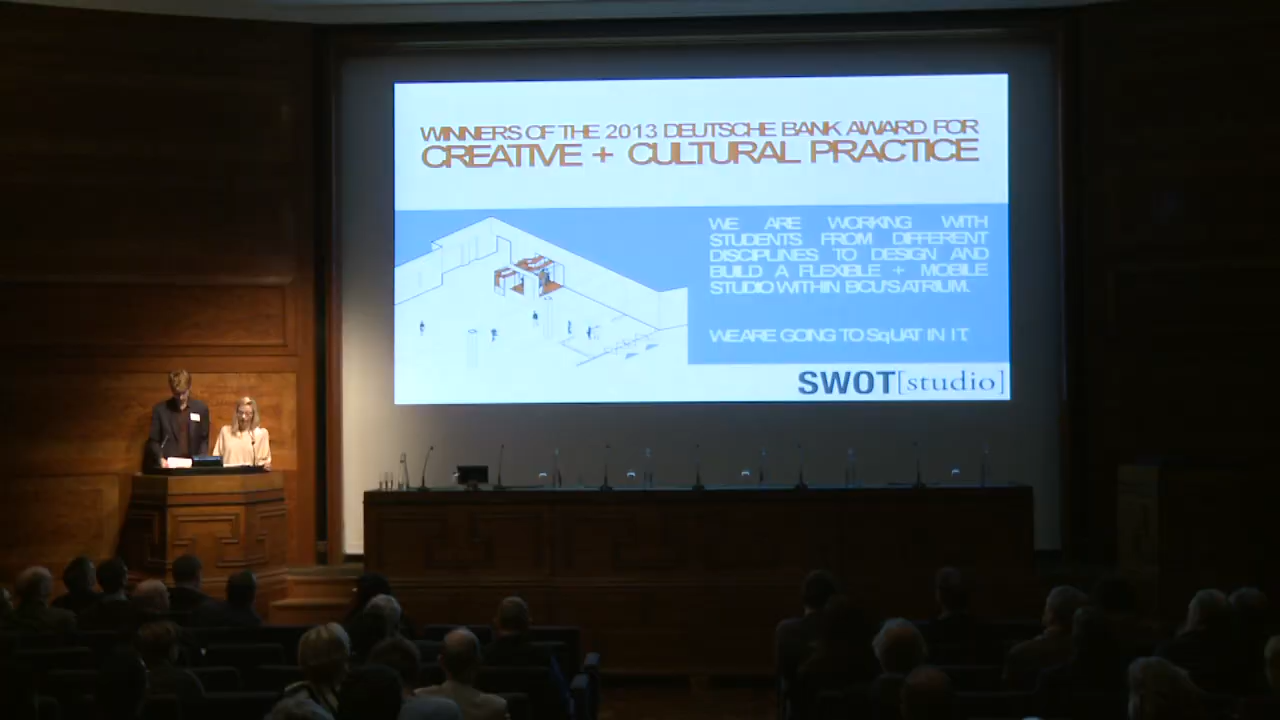 WINNERS OF THE 2013 DEUTSCHE BANK AWARD FOR
CREATIVE + CULTURAL PRACTICE
WE ARE WORKING WITH
STUDENTS FROM DIFFERENT
DISCIPLINES TO DESIGN AND
BUILD A FLEXIBLE + MOBILE
STUDIO WITHIN BCU'S ATRIUM.
WE ARE GOING TO SqUAT IN IT.
SWOT[studio]